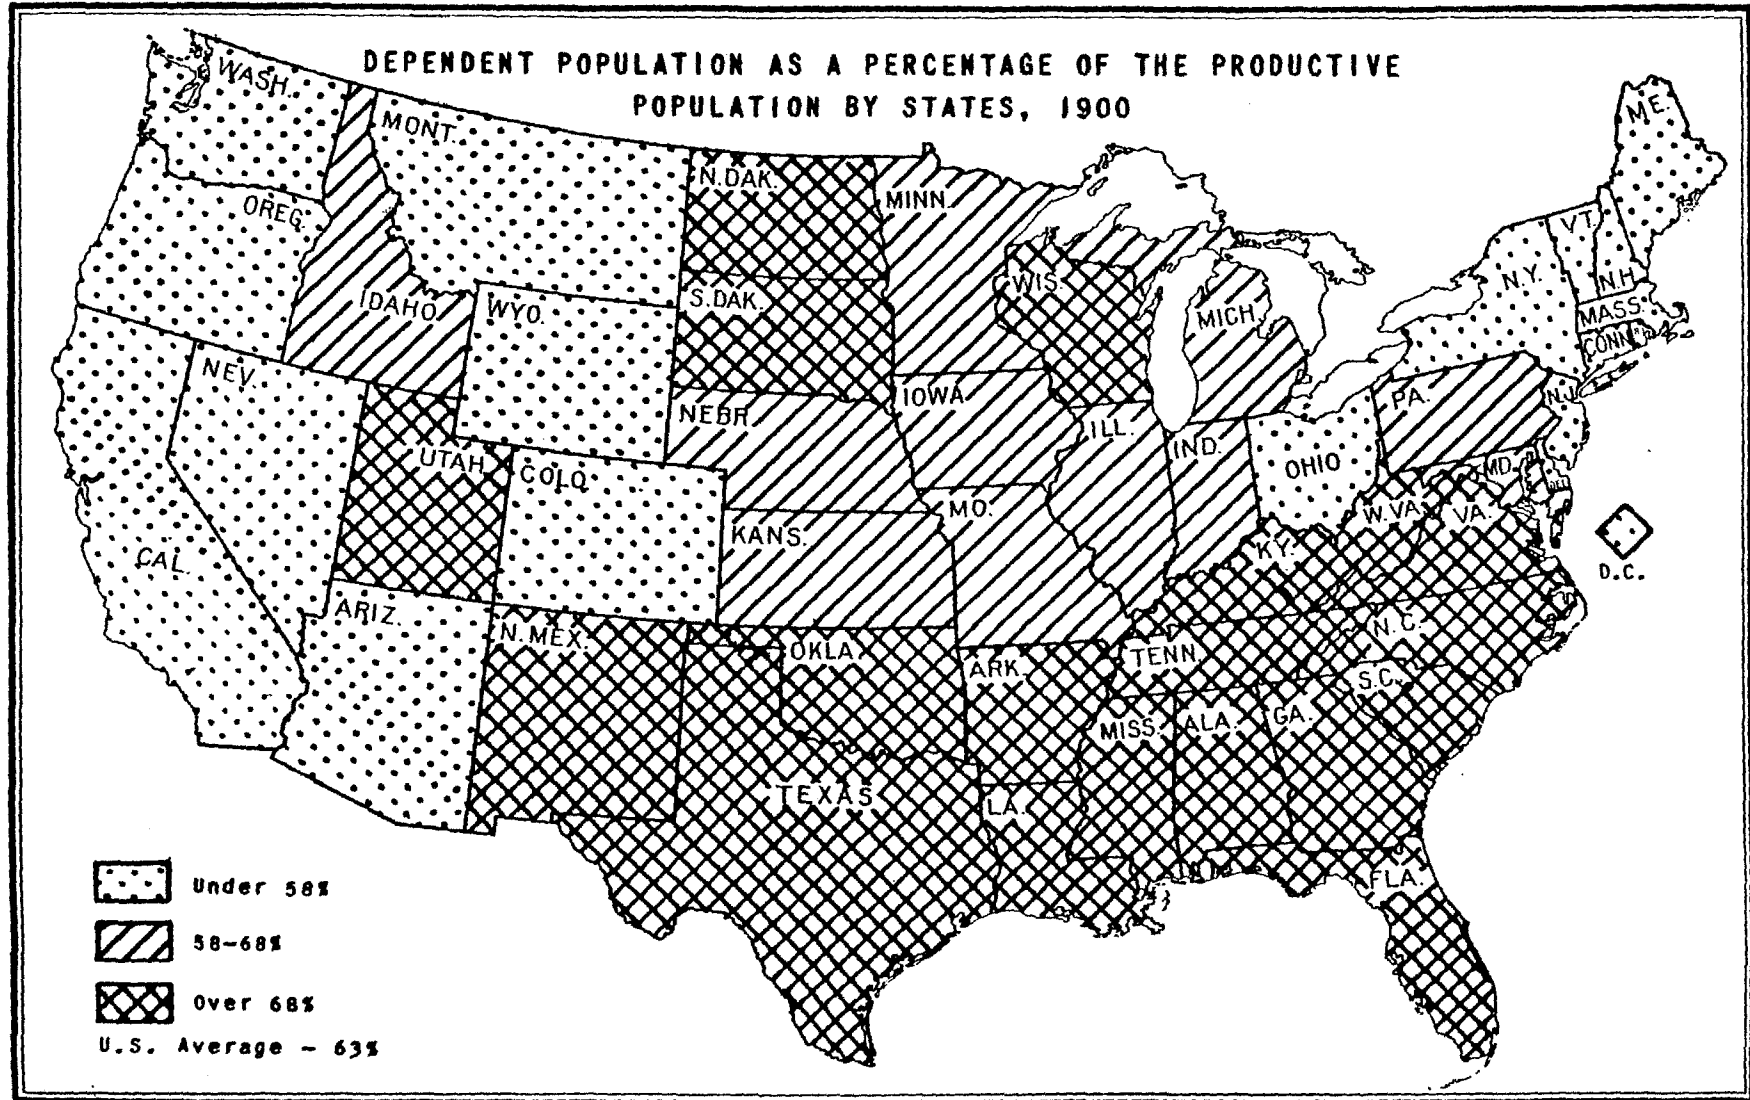 DEPENDENT POPULATION AS A PERCENTAGE OF THE PRODUCTIVE
POPULATION BY STATES, 1900
WASH.
MONT.
ME.
N.DAK.
MINN.
OREG.
VT.
N.H.
N.Y.
IDAHO
WYO.
S.DAK.
WIS.
MICH.
MASS.
CONN.
NEV.
NEBR.
IOWA
PA.
N.J.
UTAH
COLO.
ILL.
IND.
OHIO
MD.
DEL.
CAL.
KANS.
MO.
KY.
W.VA.
VA.
D.C.
ARIZ.
N.MEX.
OKLA.
ARK.
TENN.
N.C.
S.C.
MISS.
ALA.
GA.
TEXAS
LA.
FLA.
Under 58%
58-68%
Over 68%
U.S. Average - 63%